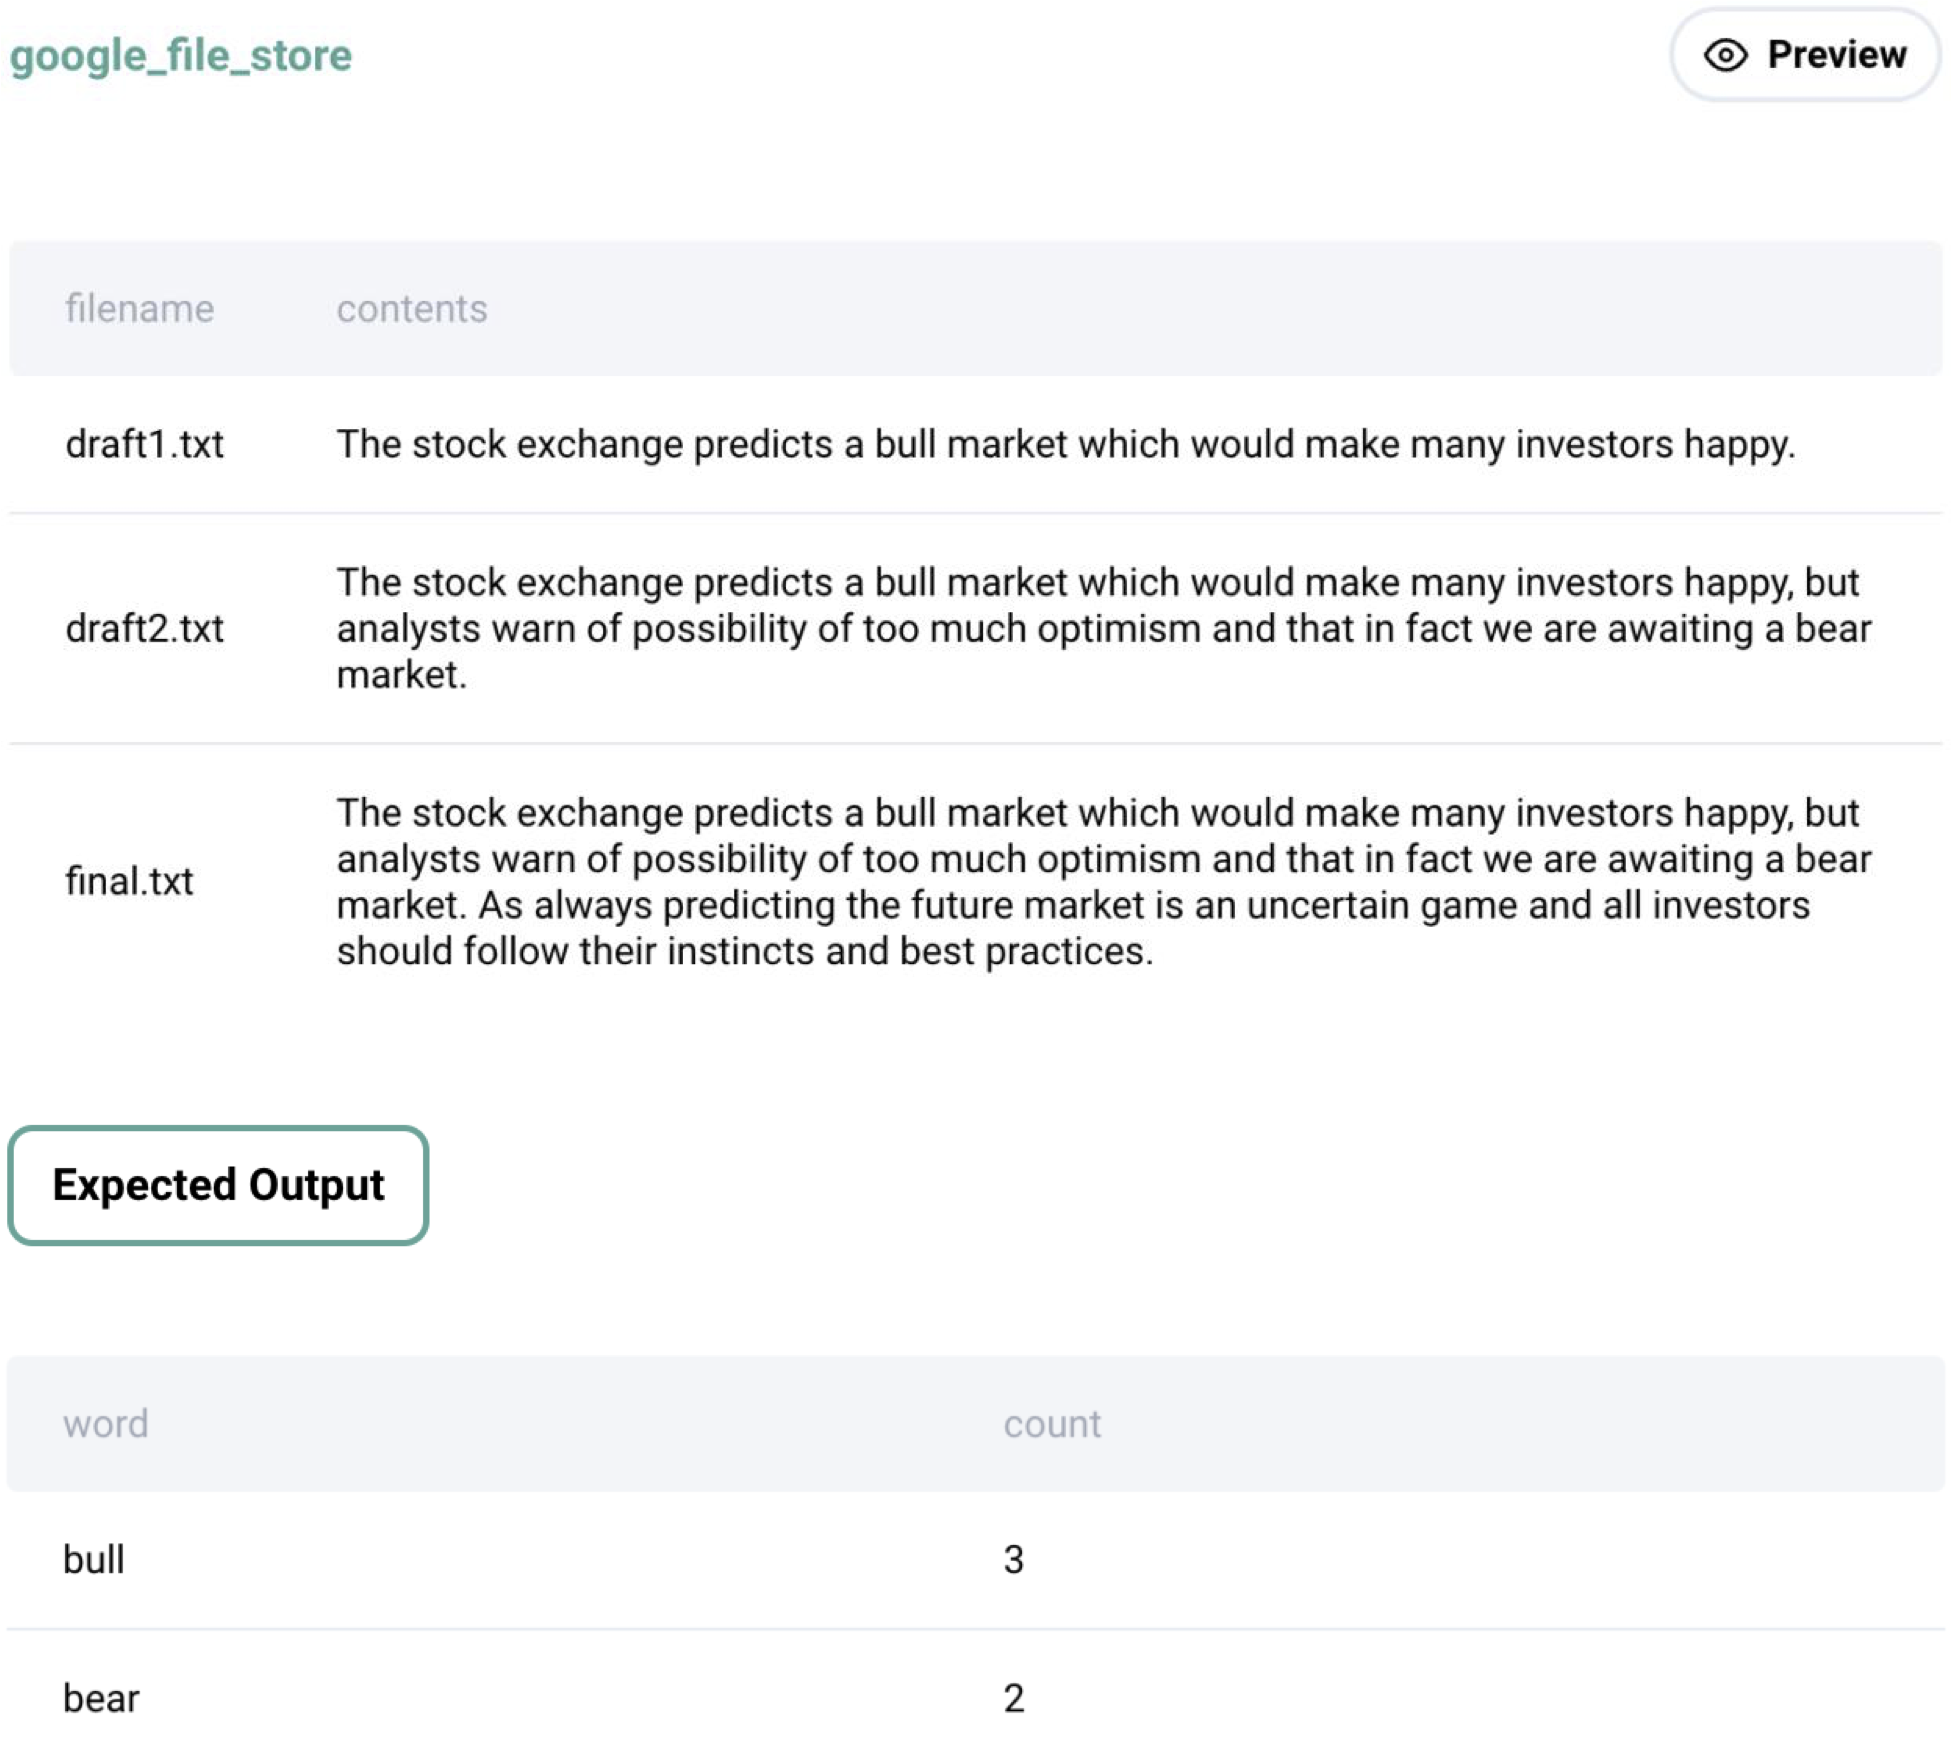 google_file_store
Preview
filename contents
draft1.txt The stock exchange predicts a bull market which would make many investors happy.
The stock exchange predicts a bull market which would make many investors happy, but
draft2.txt analysts warn of possibility of too much optimism and that in fact we are awaiting a bear
market.
The stock exchange predicts a bull market which would make many investors happy, but
analysts warn of possibility of too much optimism and that in fact we are awaiting a bear
final.txt
market. As always predicting the future market is an uncertain game and all investors
should follow their instincts and best practices.
Expected Output
word count
bull 3
bear 2